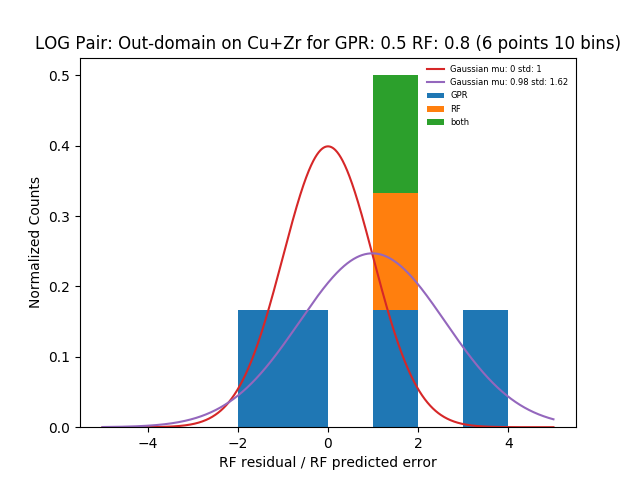 LOG Pair: Out-domain on Cu+Zr for GPR: 0.5 RF: 0.8 (6 points 10 bins)
Gaussian mu: 0 std: 1
Gaussian mu: 0.98 std: 1.62
GPR
RF
both
0.5
0.4
0.3
0.2
0.1
0.0
Normalized Counts
−4
−2
0
2
4
RF residual / RF predicted error